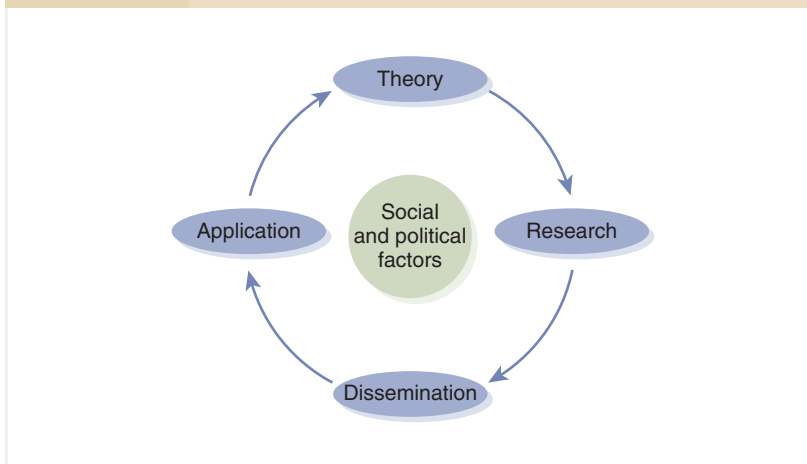 Theory
Social
and political
factors
Application
Research
Dissemination